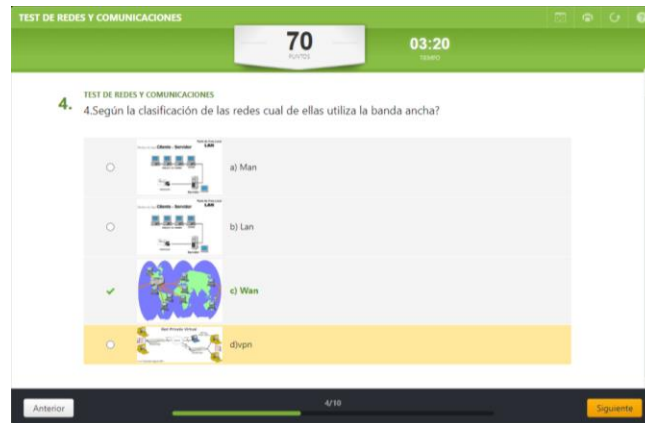 TEST DE REDES Y COMUNICACIONES
70
PUNTOS
03:20
TIEMPO
TEST DE REDES Y COMUNICACIONES
4. 4.Según la clasificación de las redes cual de ellas utiliza la banda ancha?
Cliente - Servidor LAN
a) Man
Cliente - Servidor LAN
b) Lan
c) Wan
Red Privada Virtual
d)vpn
Anterior
4/10
Siguiente